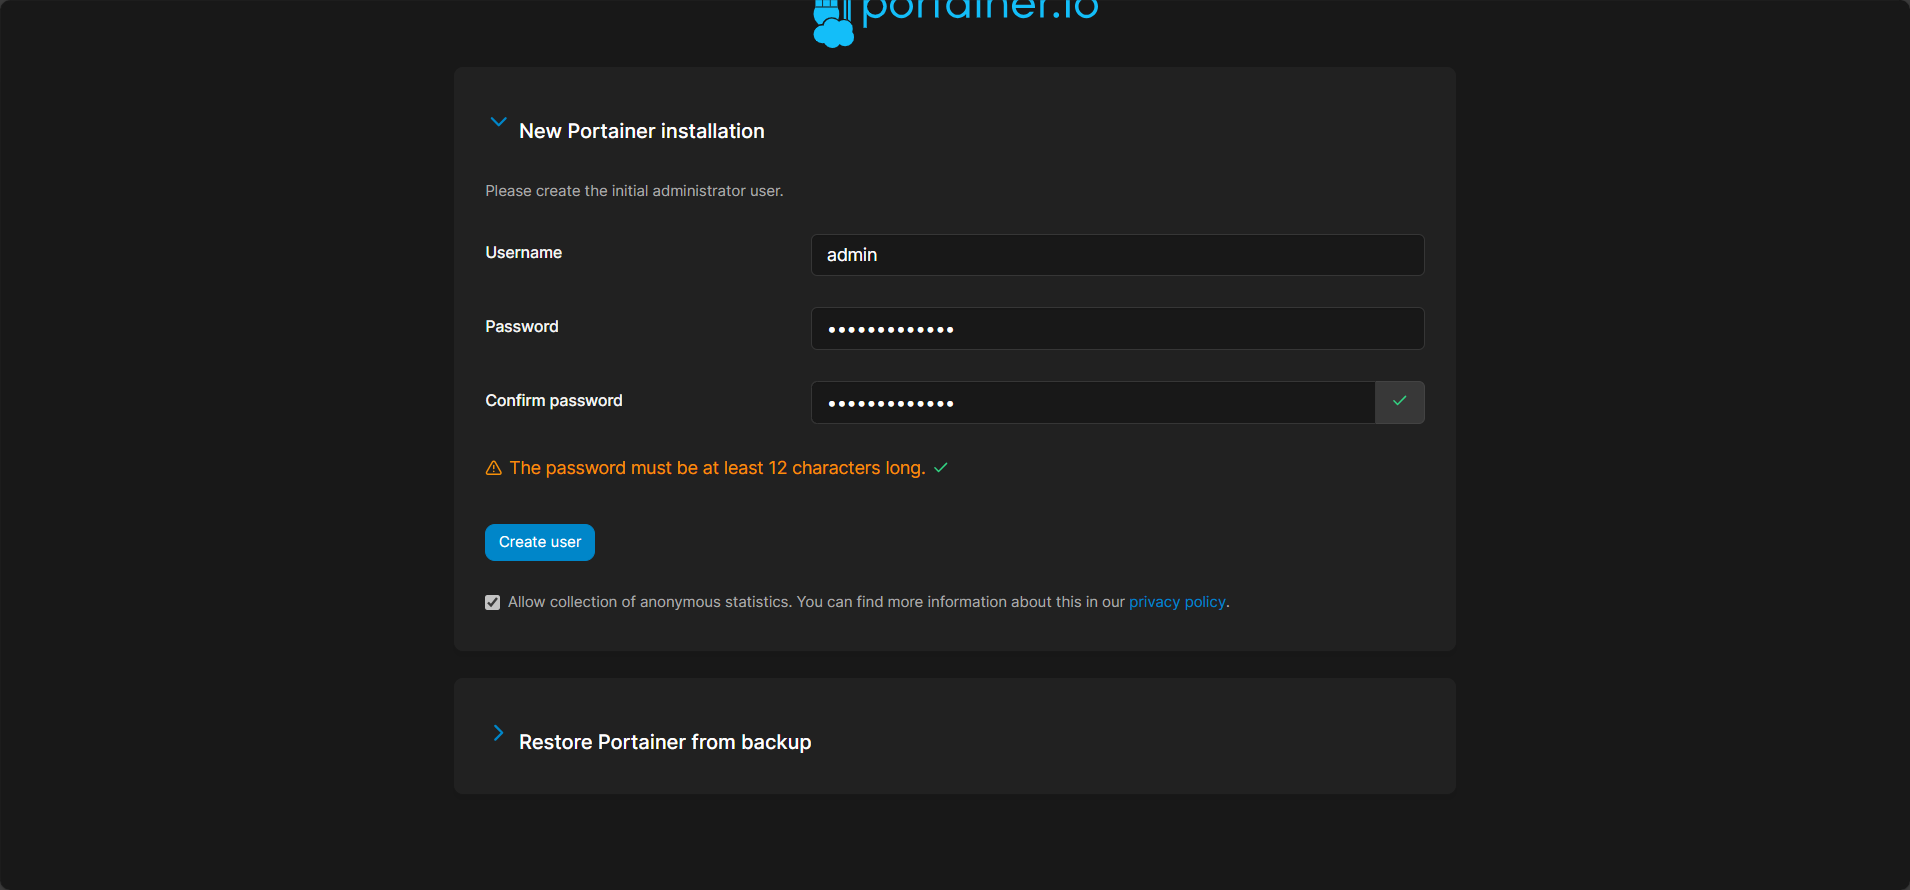 portainer.io
New Portainer installation
Please create the initial administrator user.
Username
admin
Password
•••••••••••••
Confirm password
•••••••••••••
The password must be at least 12 characters long.
Create user
Allow collection of anonymous statistics. You can find more information about this in our privacy policy.
Restore Portainer from backup